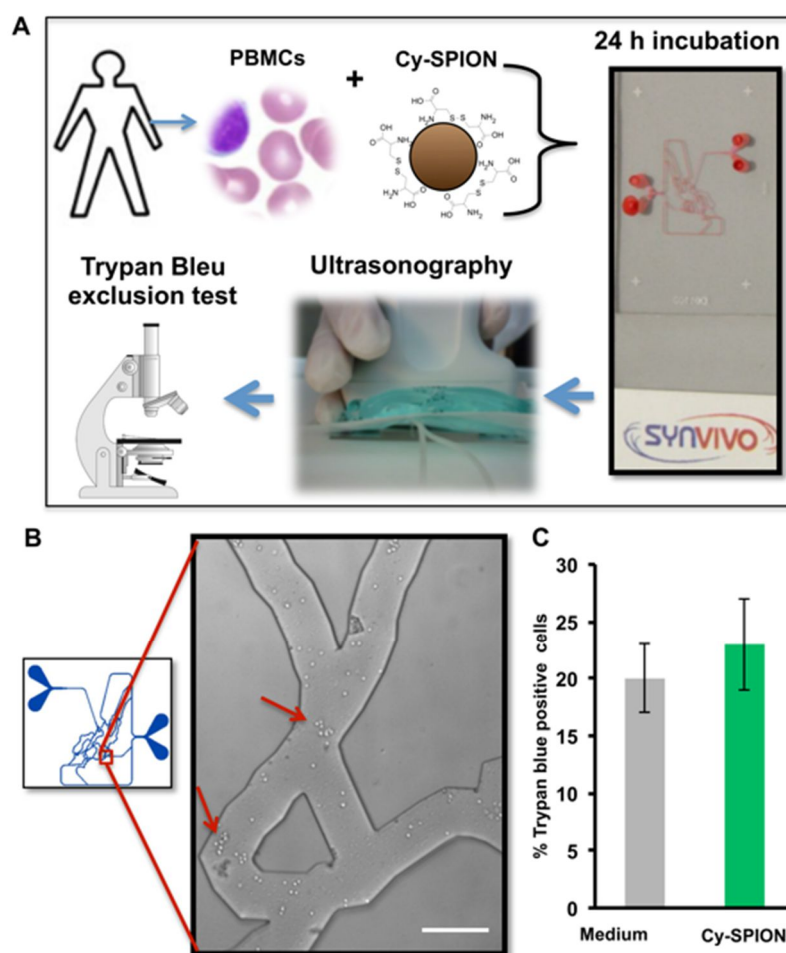 A
PBMCs
+
Cy-SPION
24 h incubation
Trypan Bleu
exclusion test
Ultrasonography
SYNVIVO
B
C
% Trypan blue positive cells
30
25
20
15
10
5
0
Medium
Cy-SPION